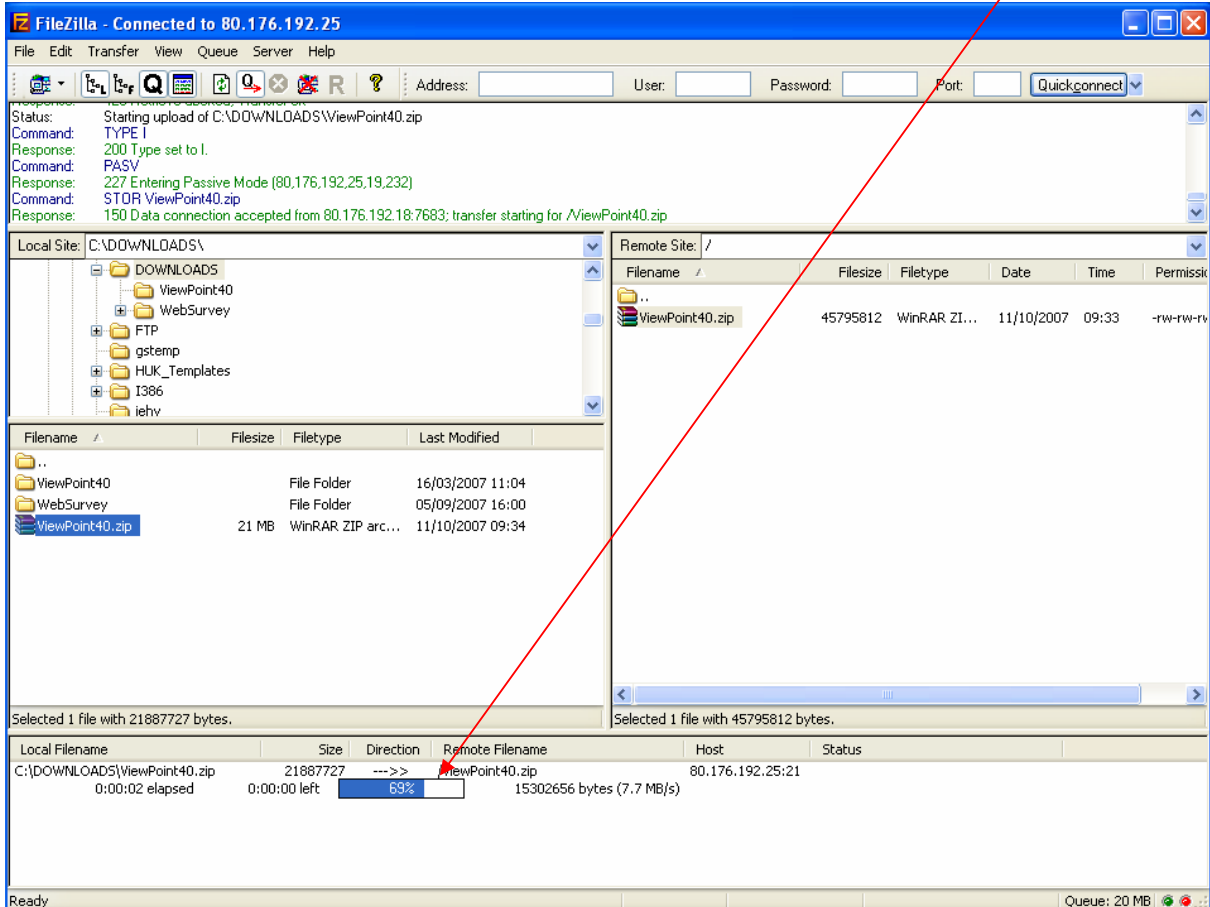 FileZilla - Connected to 80.176.192.25
File Edit Transfer View Queue Server Help
Address: User: Password: Port: Quickconnect
Status: Starting upload of C:\DOWNLOADS\ViewPoint40.zip
Command: TYPE I
Response: 200 Type set to I.
Command: PASV
Response: 227 Entering Passive Mode (80,176,192,25,19,232)
Command: STOR ViewPoint40.zip
Response: 150 Data connection accepted from 80.176.192.18:7683; transfer starting for /ViewPoint40.zip
Local Site: C:\DOWNLOADS\
DOWNLOADS
ViewPoint40
WebSurvey
FTP
gstemp
HUK_Templates
I386
iehv
Filename Filesize Filetype Last Modified
..
ViewPoint40 File Folder 16/03/2007 11:04
WebSurvey File Folder 05/09/2007 16:00
ViewPoint40.zip 21 MB WinRAR ZIP arc... 11/10/2007 09:34
Selected 1 file with 21887727 bytes.
Remote Site: /
Filename Filesize Filetype Date Time Permissic
..
ViewPoint40.zip 45795812 WinRAR ZI... 11/10/2007 09:33 -rw-rw-rw
Selected 1 file with 45795812 bytes.
Local Filename Size Direction Remote Filename Host Status
C:\DOWNLOADS\ViewPoint40.zip 21887727 --->> /ViewPoint40.zip 80.176.192.25:21
0:00:02 elapsed 0:00:00 left 69% 15302656 bytes (7.7 MB/s)
Ready Queue: 20 MB